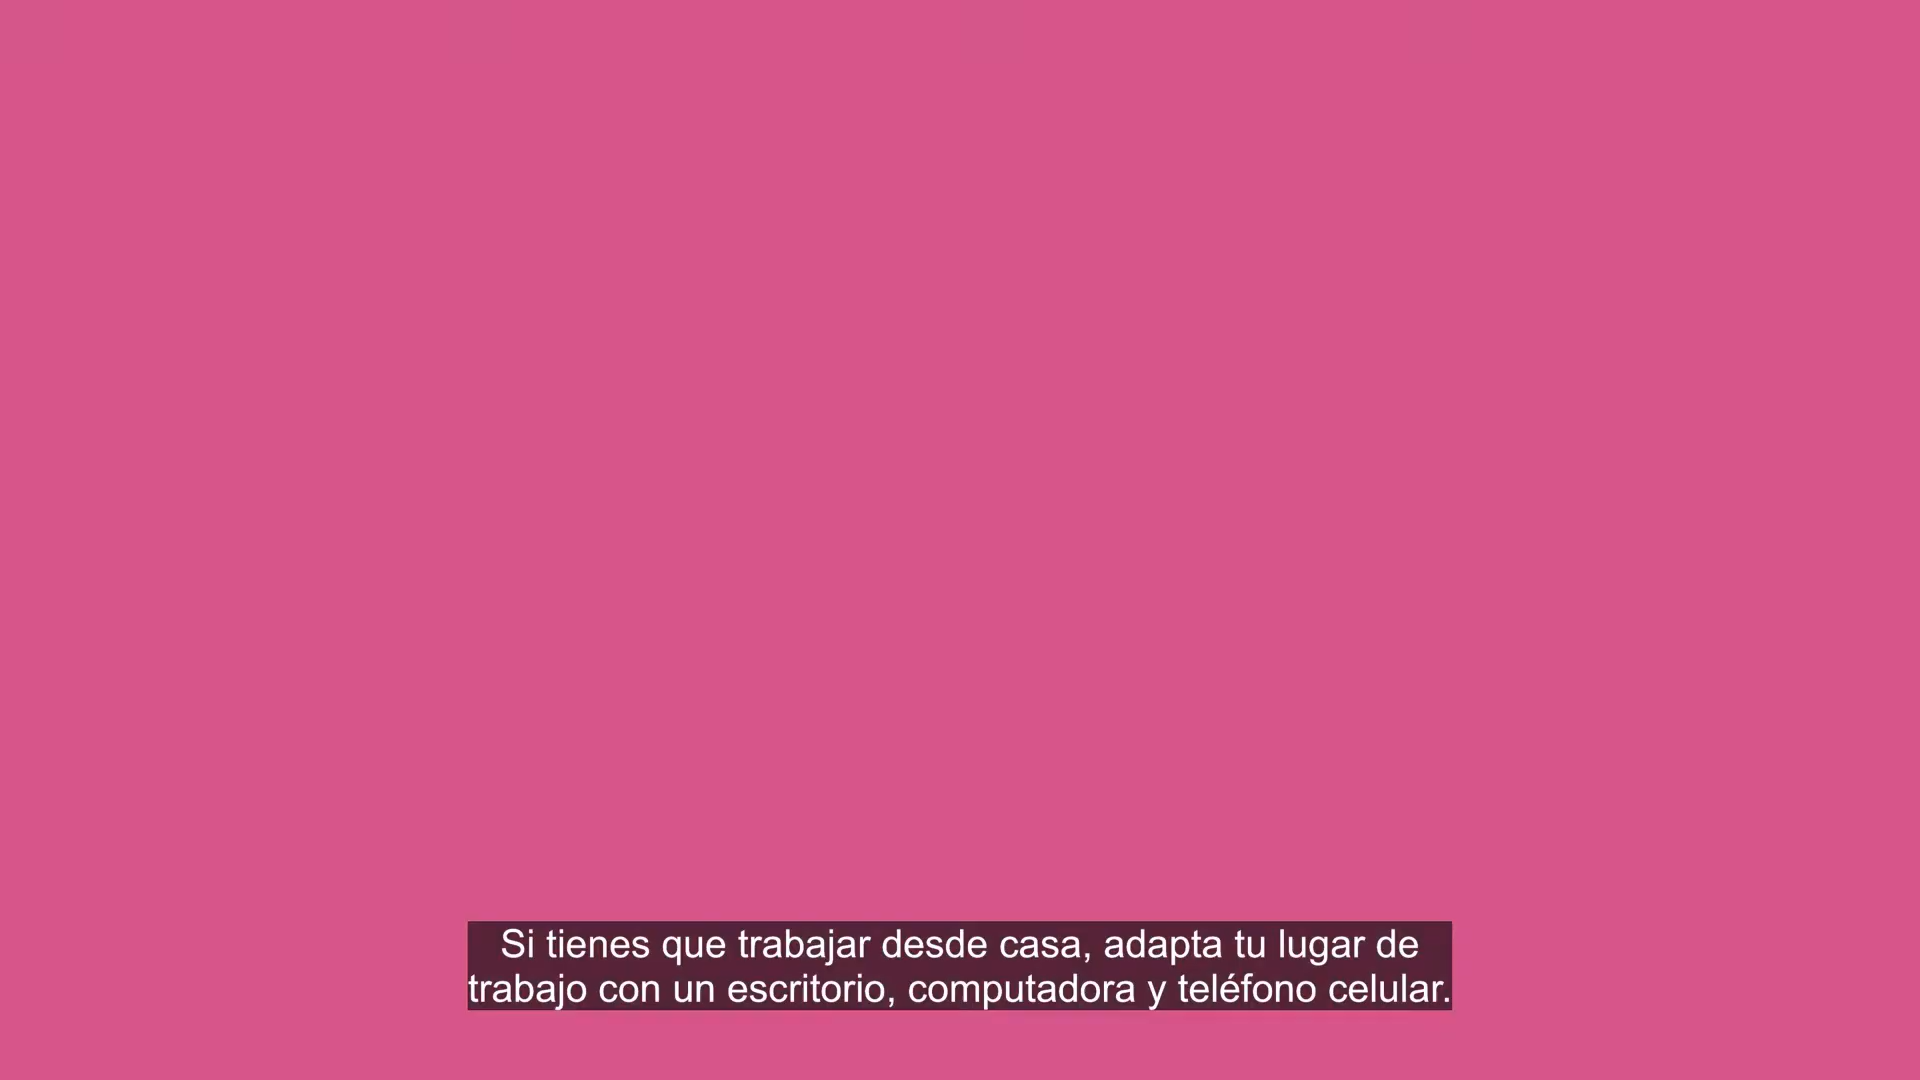 Si tienes que trabajar desde casa, adapta tu lugar de
trabajo con un escritorio, computadora y teléfono celular.